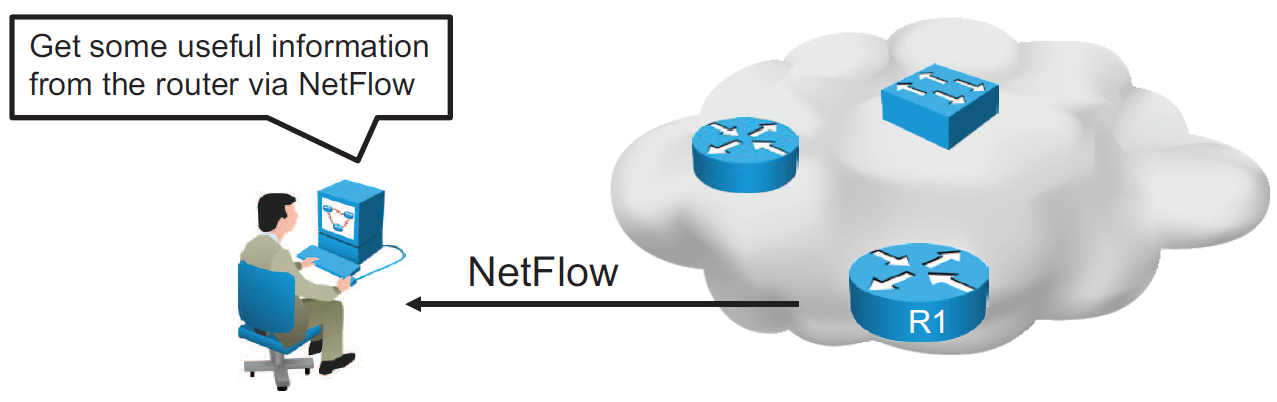 Get some useful information
from the router via NetFlow
NetFlow
R1